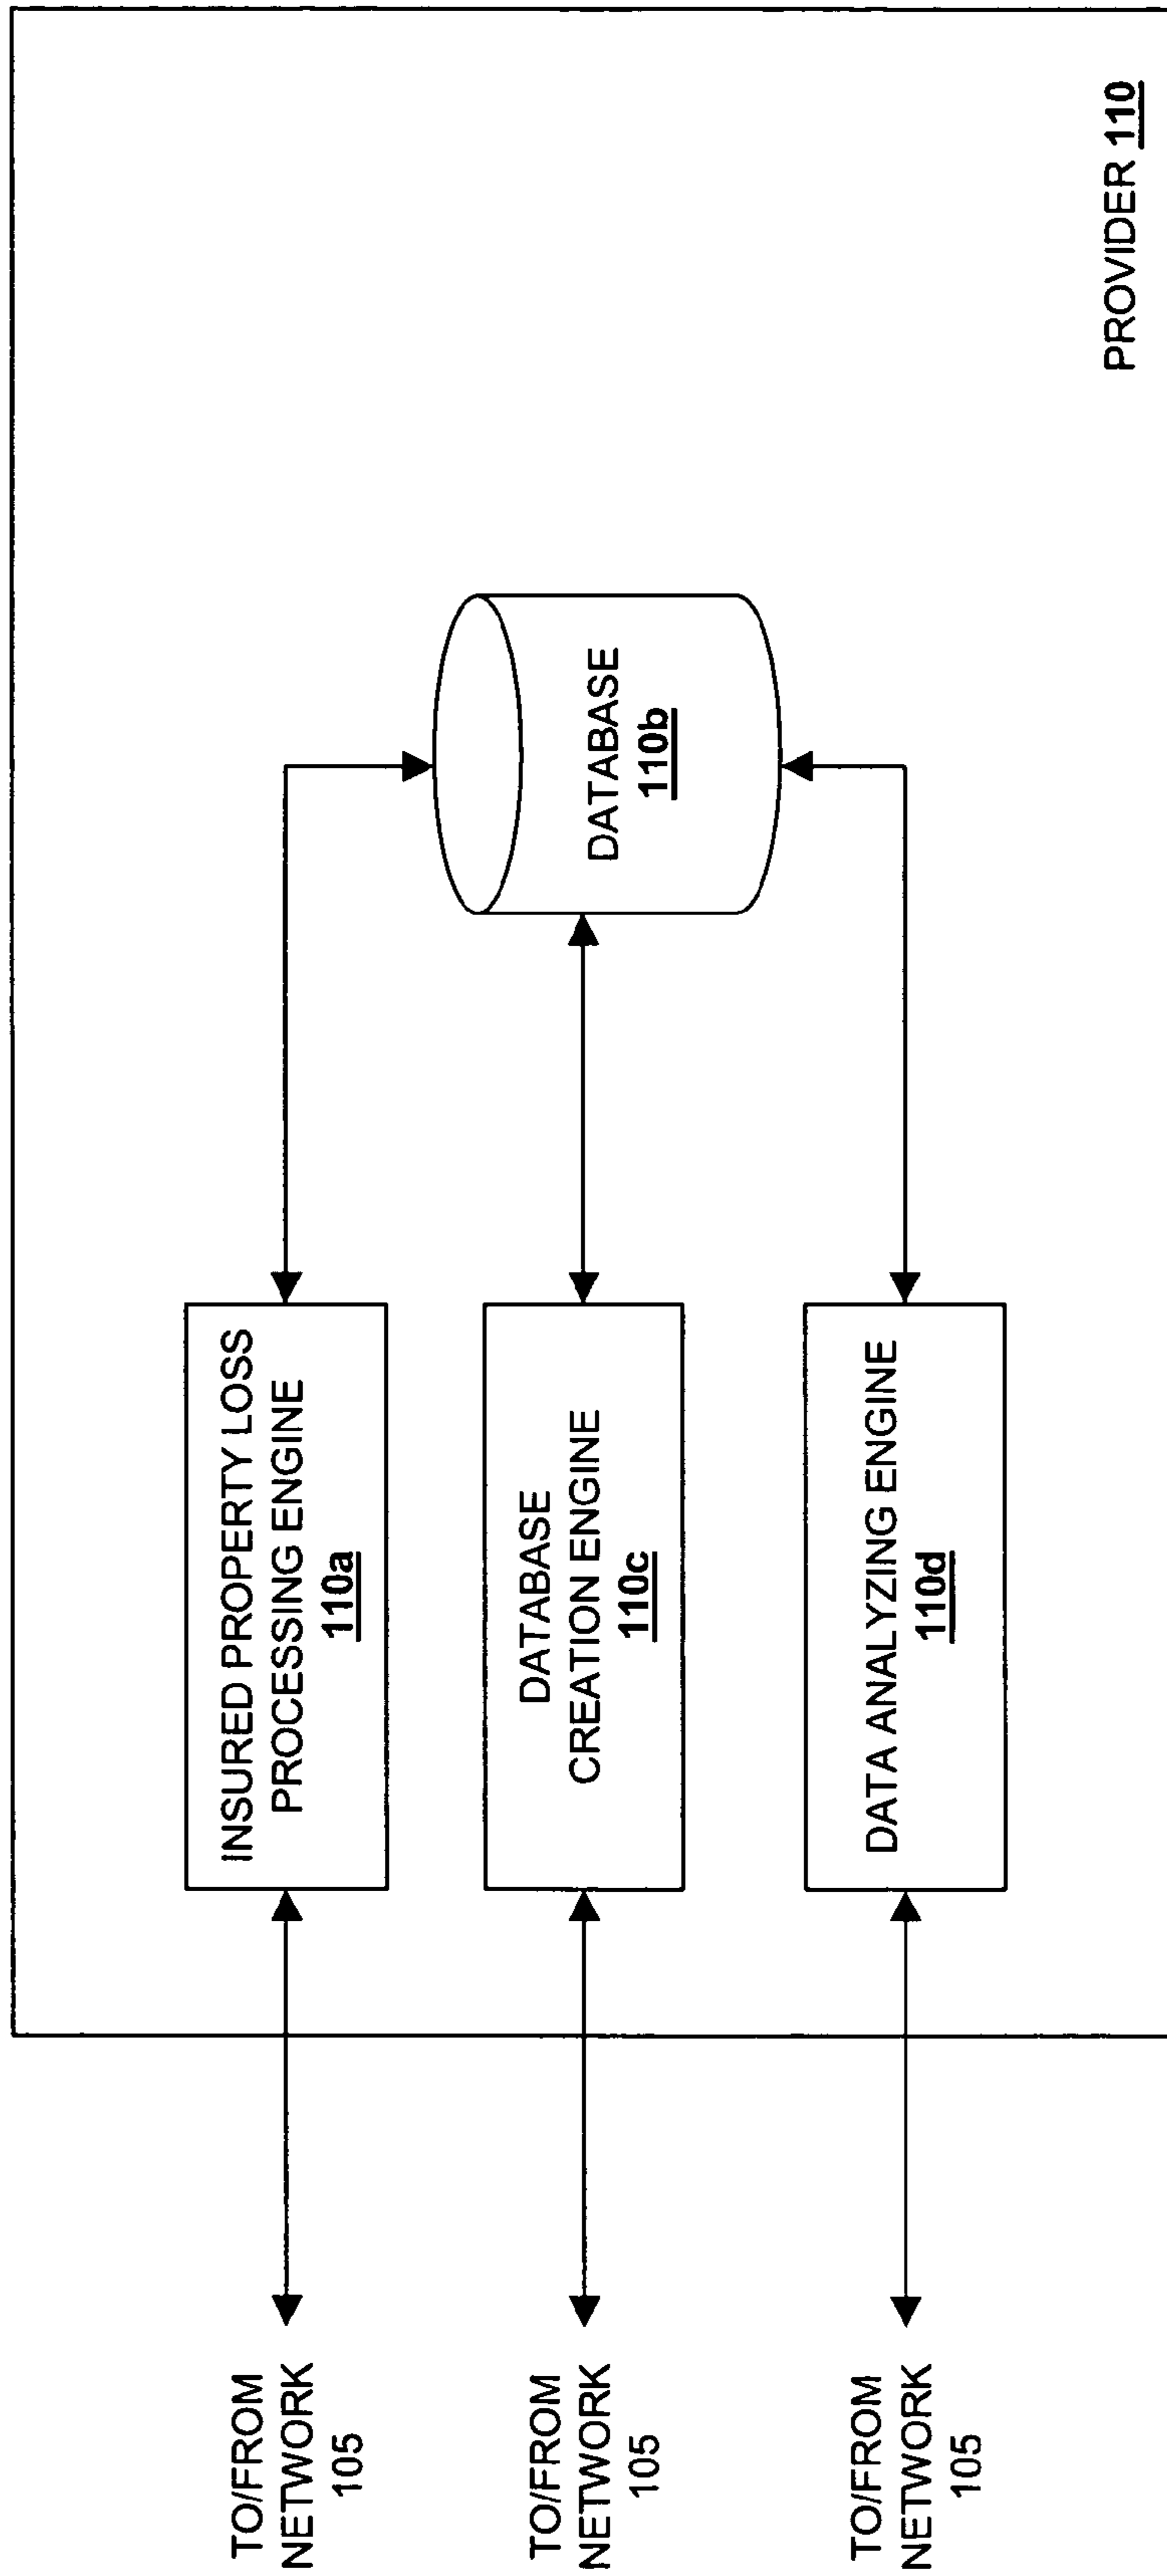 TO/FROM
NETWORK
105
INSURED PROPERTY LOSS
PROCESSING ENGINE
110a
TO/FROM
NETWORK
105
DATABASE
CREATION ENGINE
110c
DATABASE
110b
TO/FROM
NETWORK
105
DATA ANALYZING ENGINE
110d
PROVIDER 110